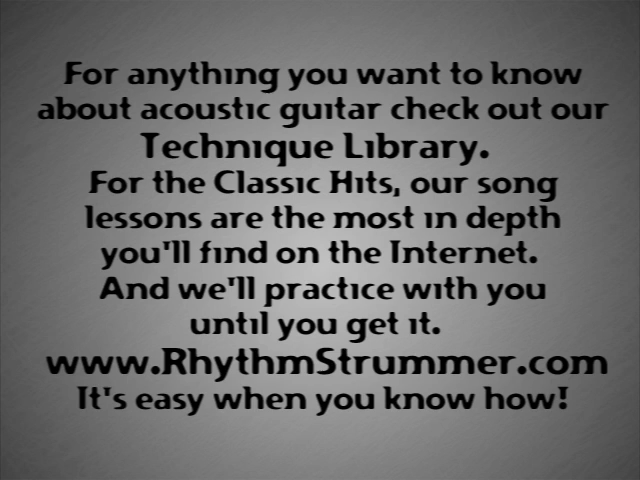 For anything you want to know
about acoustic guitar check out our
Technique Library.
For the Classic Hits, our song
lessons are the most in depth
you'll find on the Internet.
And we'll practice with you
until you get it.
www.RhythmStrummer.com
It's easy when you know how!